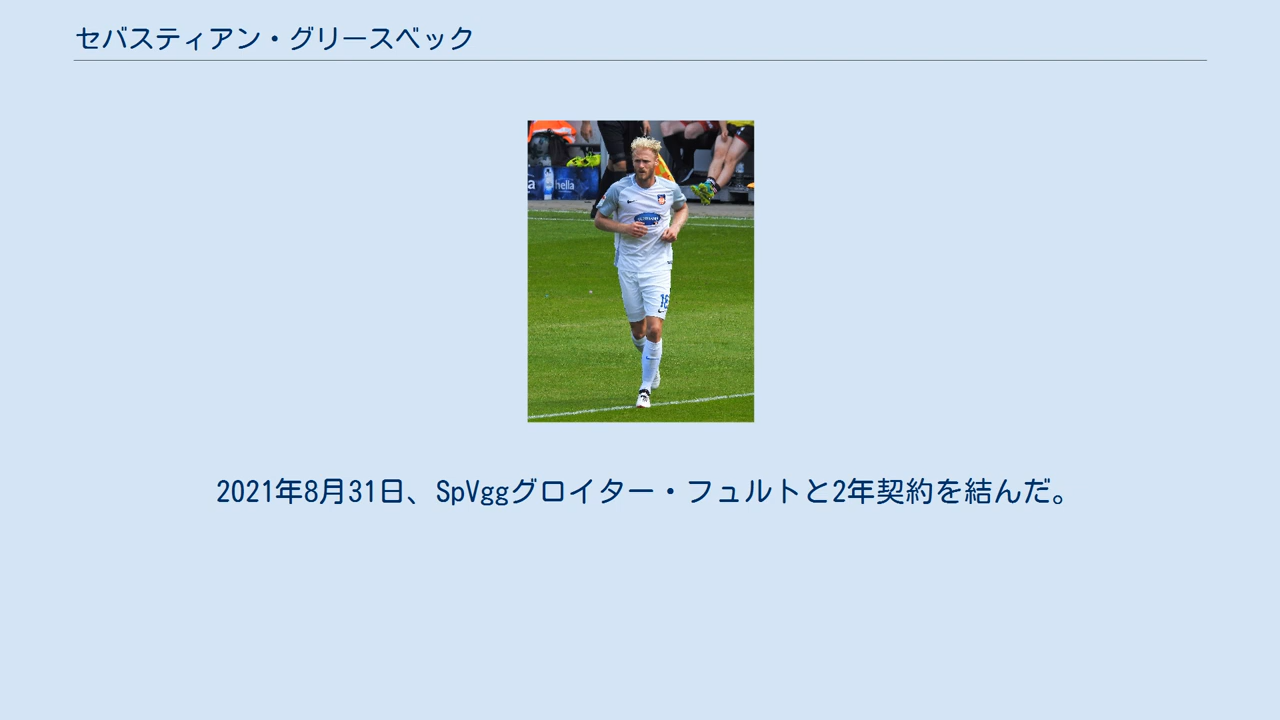 セバスティアン・グリースベック
hella
16
2021年8月31日、SpVggグロイター・フュルトと2年契約を結んだ。